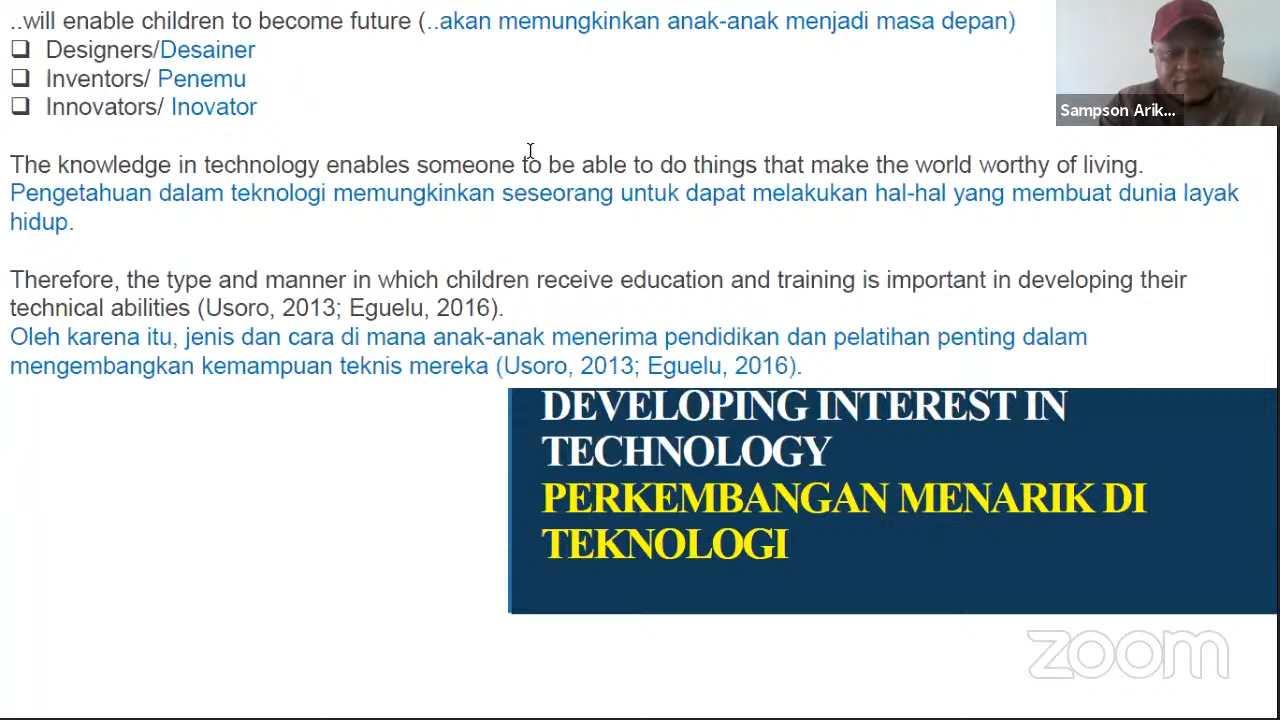 ..will enable children to become future (..akan memungkinkan anak-anak menjadi masa depan)
❑ Designers/Desainer
❑ Inventors/ Penemu
❑ Innovators/ Inovator
Sampson Arik...
The knowledge in technology enables someone to be able to do things that make the world worthy of living.
Pengetahuan dalam teknologi memungkinkan seseorang untuk dapat melakukan hal-hal yang membuat dunia layak
hidup.
Therefore, the type and manner in which children receive education and training is important in developing their
technical abilities (Usoro, 2013; Eguelu, 2016).
Oleh karena itu, jenis dan cara di mana anak-anak menerima pendidikan dan pelatihan penting dalam
mengembangkan kemampuan teknis mereka (Usoro, 2013; Eguelu, 2016).
DEVELOPING INTEREST IN
TECHNOLOGY
PERKEMBANGAN MENARIK DI
TEKNOLOGI
zoom